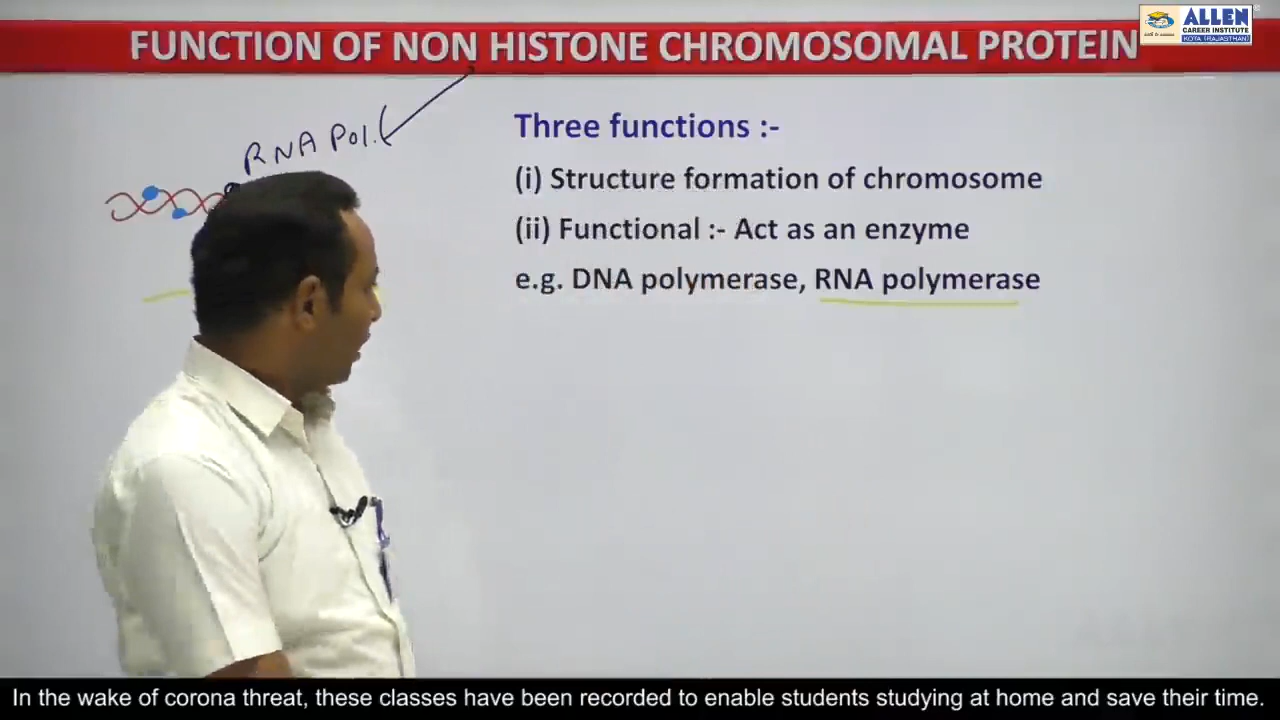 ALLEN
CAREER INSTITUTE
KOTA (RAJASTHAN)
FUNCTION OF NON HISTONE CHROMOSOMAL PROTEIN
RNA Pol.
Three functions :-
(i) Structure formation of chromosome
(ii) Functional :- Act as an enzyme
e.g. DNA polymerase, RNA polymerase
In the wake of corona threat, these classes have been recorded to enable students studying at home and save their time.